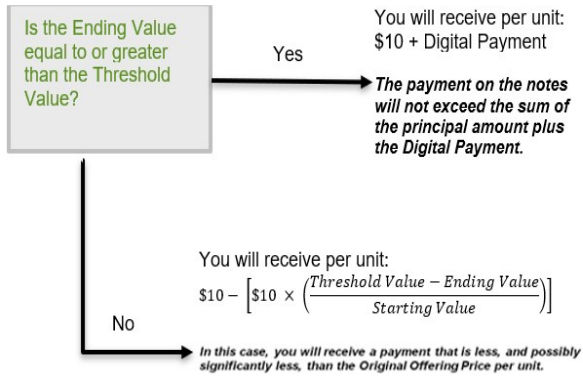 Is the Ending Value
equal to or greater
than the Threshold
Value?
Yes
You will receive per unit:
$10 + Digital Payment
The payment on the notes
will not exceed the sum of
the principal amount plus
the Digital Payment.
No
You will receive per unit:
$10 – [$10 × (Threshold Value – Ending Value / Starting Value)]
In this case, you will receive a payment that is less, and possibly
significantly less, than the Original Offering Price per unit.